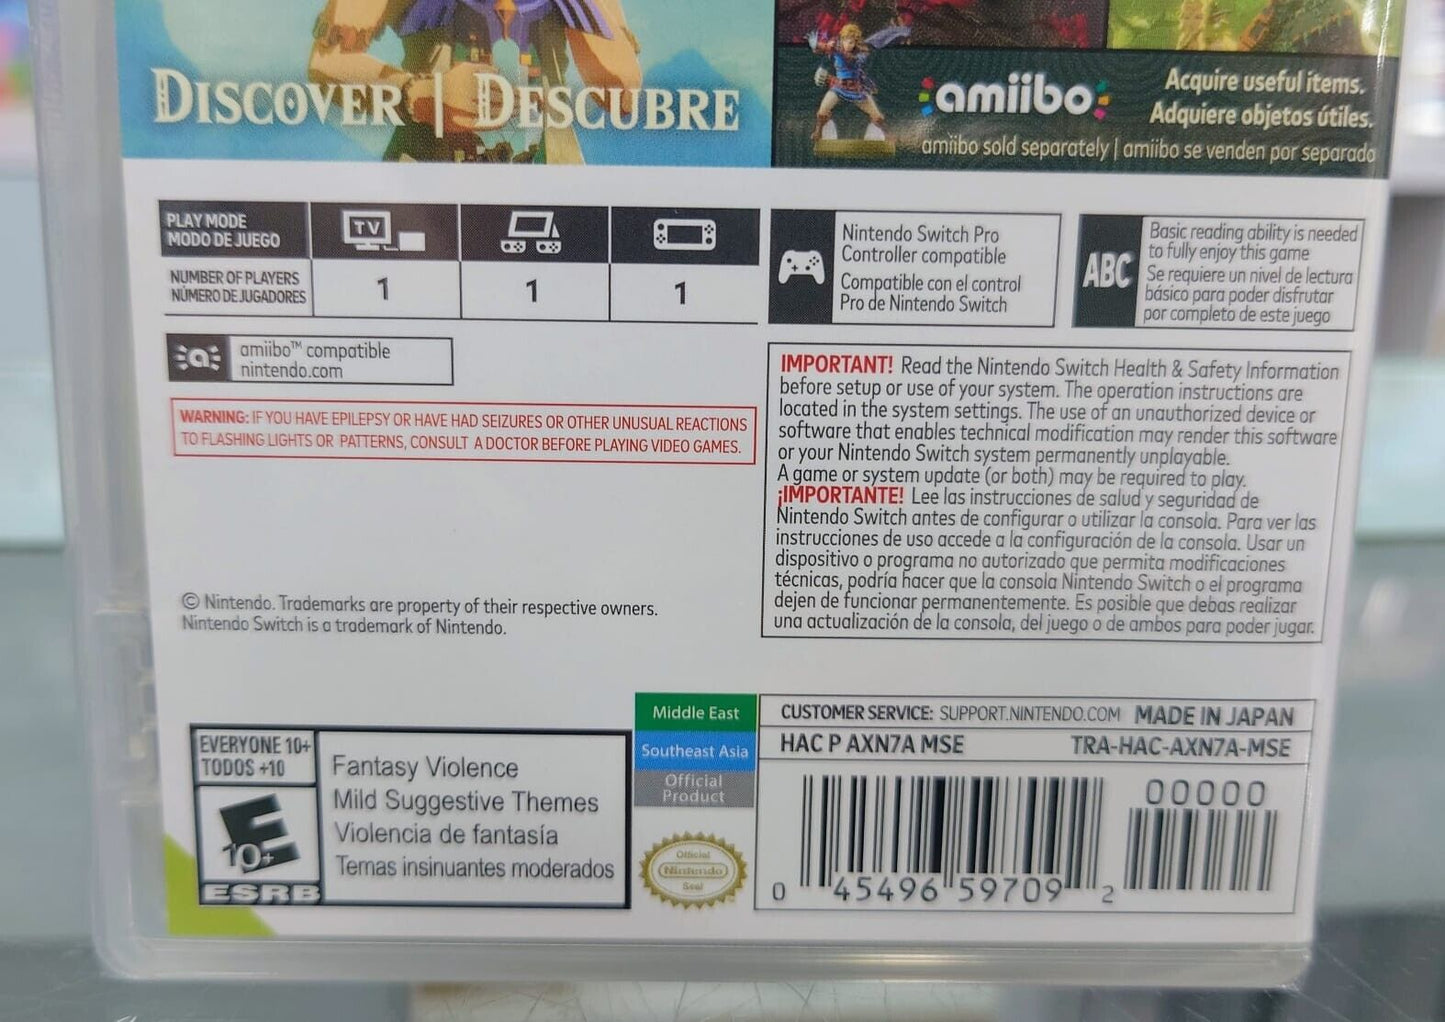 DISCOVER | DESCUBRE
amiibo
Acquire useful items.
Adquiere objetos útiles.
amiibo sold separately | amiibo se venden por separado
PLAY MODE
MODO DE JUEGO
TV
NUMBER OF PLAYERS
NÚMERO DE JUGADORES
1
1
1
Nintendo Switch Pro
Controller compatible
Compatible con el control
Pro de Nintendo Switch
ABC
Basic reading ability is needed
to fully enjoy this game
Se requiere un nivel de lectura
básico para poder disfrutar
por completo de este juego
a
amiibo™ compatible
nintendo.com
WARNING: IF YOU HAVE EPILEPSY OR HAVE HAD SEIZURES OR OTHER UNUSUAL REACTIONS
TO FLASHING LIGHTS OR PATTERNS, CONSULT A DOCTOR BEFORE PLAYING VIDEO GAMES.
IMPORTANT! Read the Nintendo Switch Health & Safety Information
before setup or use of your system. The operation instructions are
located in the system settings. The use of an unauthorized device or
software that enables technical modification may render this software
or your Nintendo Switch system permanently unplayable.
A game or system update (or both) may be required to play.
¡IMPORTANTE! Lee las instrucciones de salud y seguridad de
Nintendo Switch antes de configurar o utilizar la consola. Para ver las
instrucciones de uso accede a la configuración de la consola. Usar un
dispositivo o programa no autorizado que permita modificaciones
técnicas, podría hacer que la consola Nintendo Switch o el programa
dejen de funcionar permanentemente. Es posible que debas realizar
una actualización de la consola, del juego o de ambos para poder jugar.
© Nintendo. Trademarks are property of their respective owners.
Nintendo Switch is a trademark of Nintendo.
EVERYONE 10+
TODOS +10
E
10+
ESRB
Fantasy Violence
Mild Suggestive Themes
Violencia de fantasía
Temas insinuantes moderados
Middle East
Southeast Asia
Official
Product
Official
Nintendo
Seal
CUSTOMER SERVICE: SUPPORT.NINTENDO.COM MADE IN JAPAN
HAC P AXN7A MSE TRA-HAC-AXN7A-MSE
00000
0 45496 59709 2